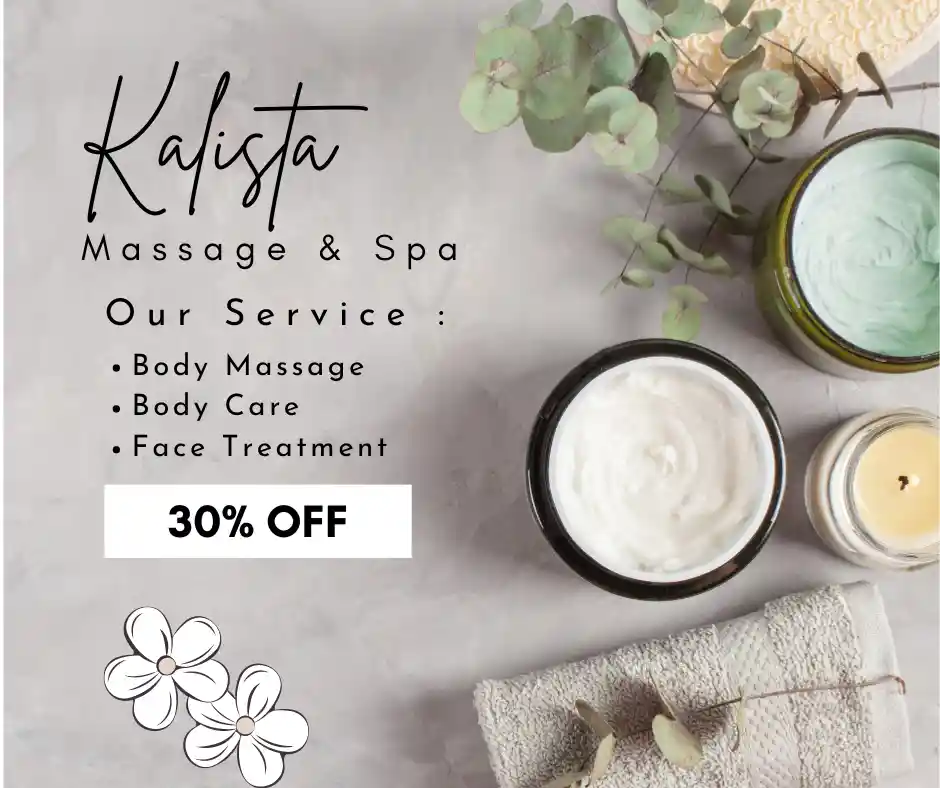 Kalista
Massage & Spa
Our Service :
• Body Massage
• Body Care
• Face Treatment
30% OFF